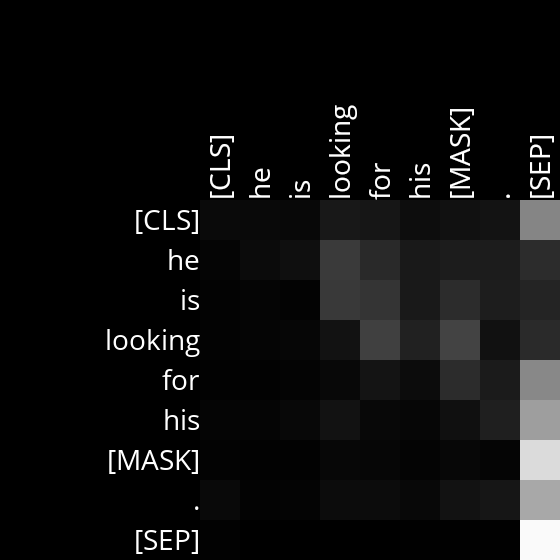 [CLS] he is looking for his [MASK] . [SEP]
[CLS]
he
is
looking
for
his
[MASK]
.
[SEP]